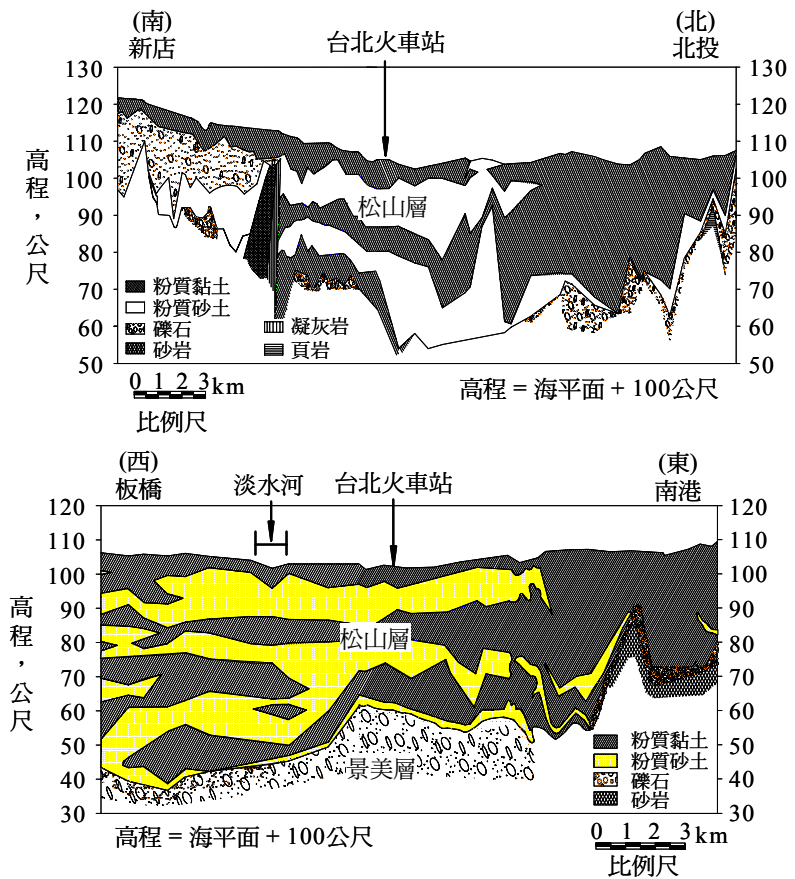 (南)
新店
台北火車站
(北)
北投
130
120
110
100
90
80
70
60
50
高程，公尺
130
120
110
100
90
80
70
60
50
松山層
粉質黏土
粉質砂土
礫石
砂岩
凝灰岩
頁岩
0 1 2 3 km
比例尺
高程 = 海平面 + 100公尺
(西)
板橋
淡水河
台北火車站
(東)
南港
120
110
100
90
80
70
60
50
40
30
高程，公尺
120
110
100
90
80
70
60
50
40
30
松山層
景美層
粉質黏土
粉質砂土
礫石
砂岩
高程 = 海平面 + 100公尺
0 1 2 3 km
比例尺